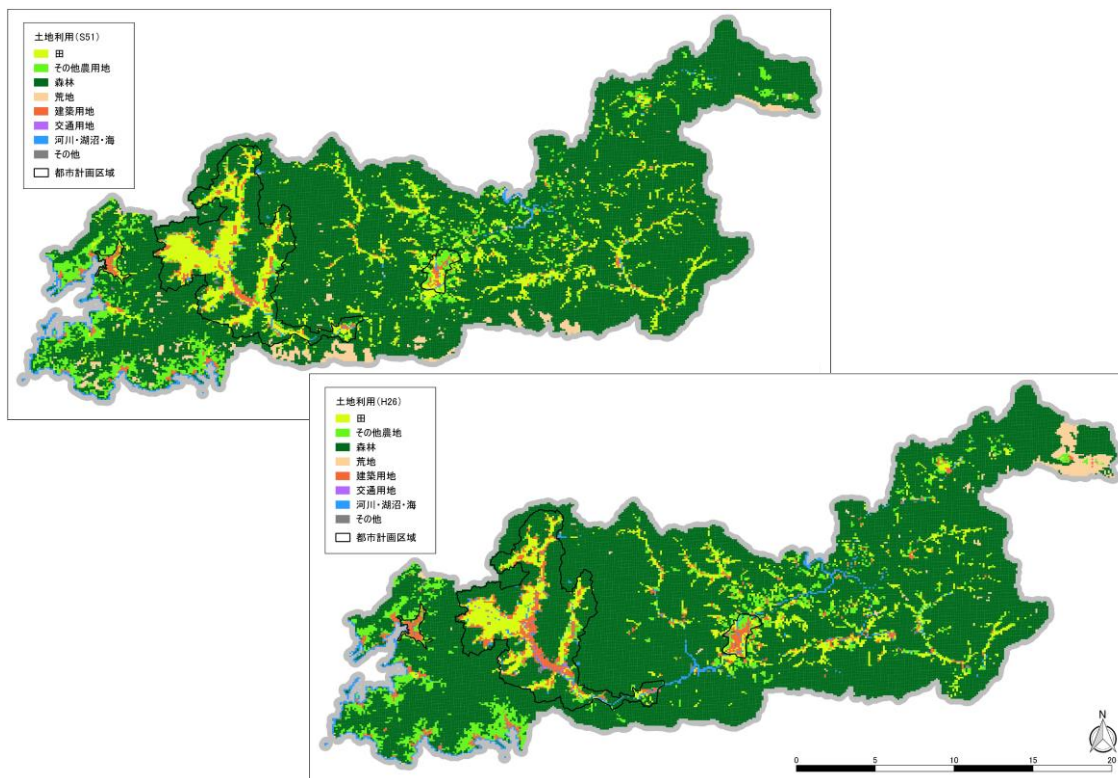 土地利用(S51)
田
その他農用地
森林
荒地
建築用地
交通用地
河川・湖沼・海
その他
都市計画区域
土地利用(H26)
田
その他農地
森林
荒地
建築用地
交通用地
河川・湖沼・海
その他
都市計画区域
N
0 5 10 15 20